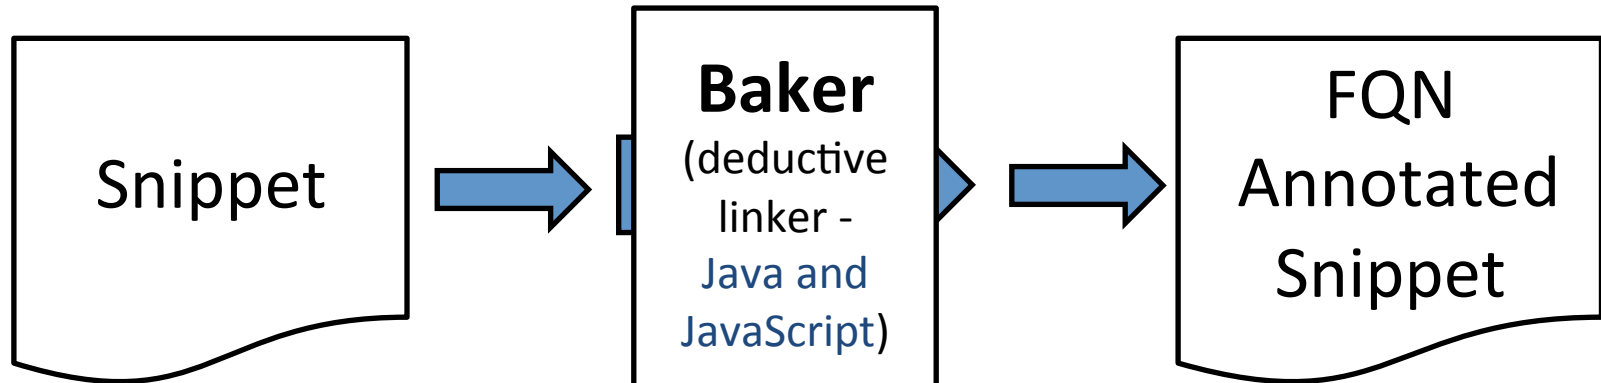 Snippet
Baker
(deductive
linker -
Java and
JavaScript)
FQN
Annotated
Snippet